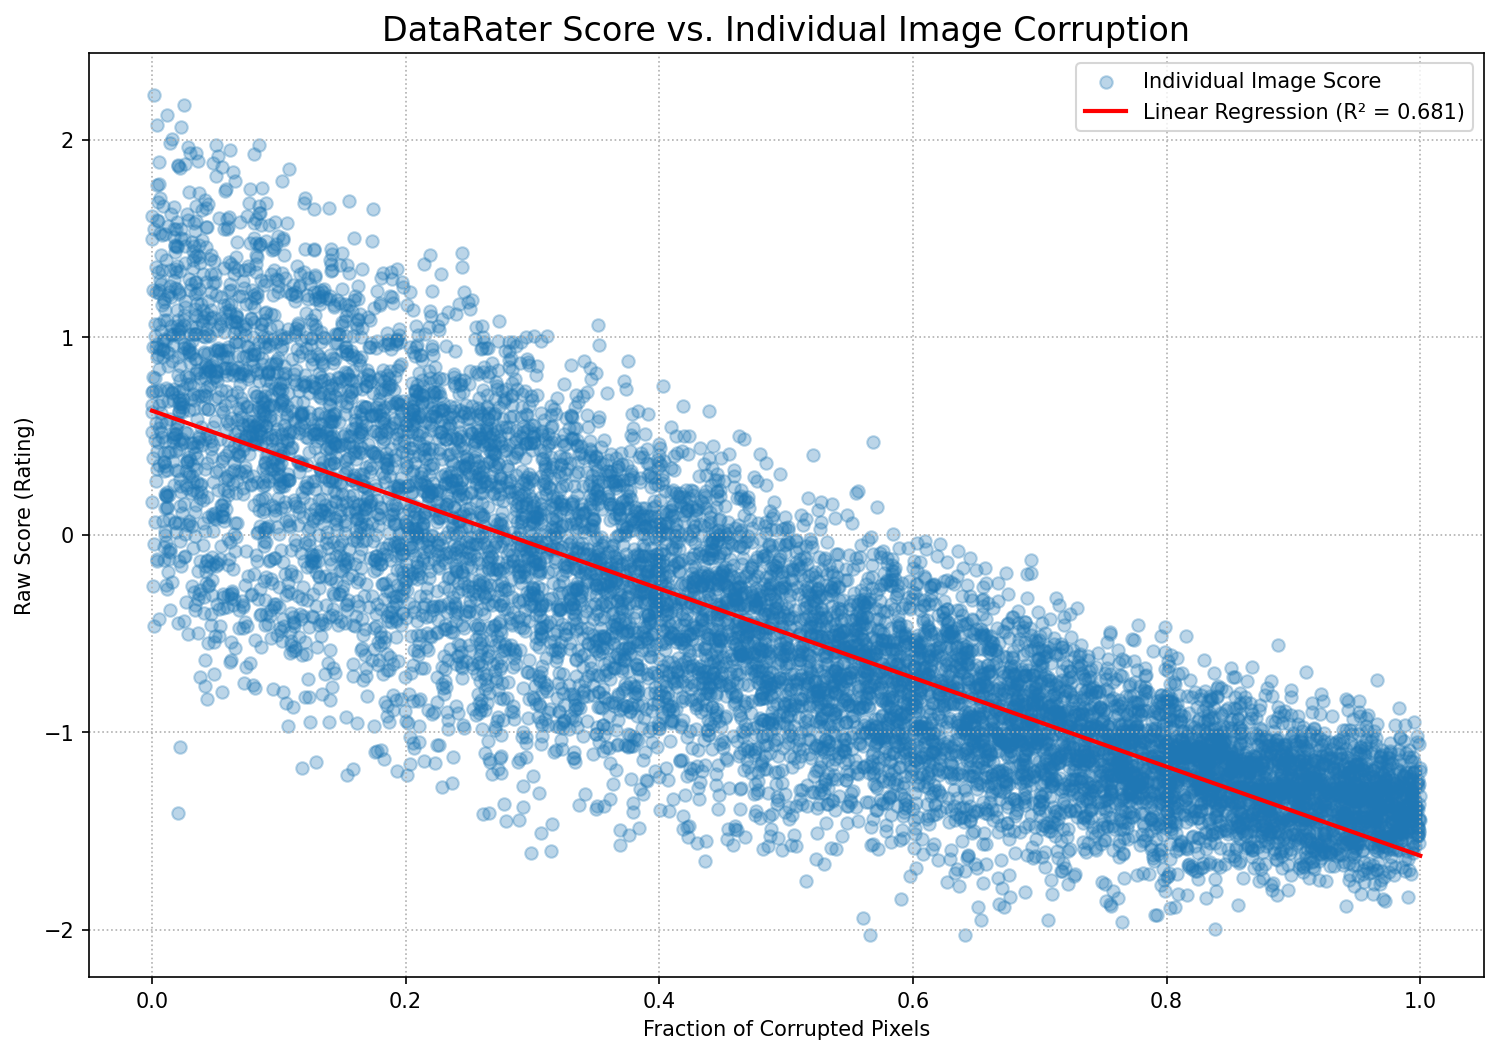 DataRater Score vs. Individual Image Corruption
Individual Image Score
Linear Regression (R² = 0.681)
Raw Score (Rating)
2
1
0
−1
−2
0.0 0.2 0.4 0.6 0.8 1.0
Fraction of Corrupted Pixels